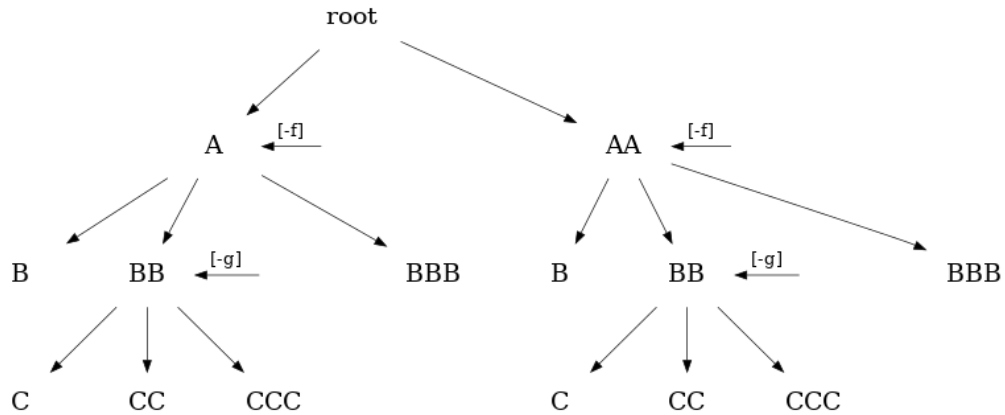 root
A [-f] AA [-f]
B BB [-g] BBB B BB [-g] BBB
C CC CCC C CC CCC